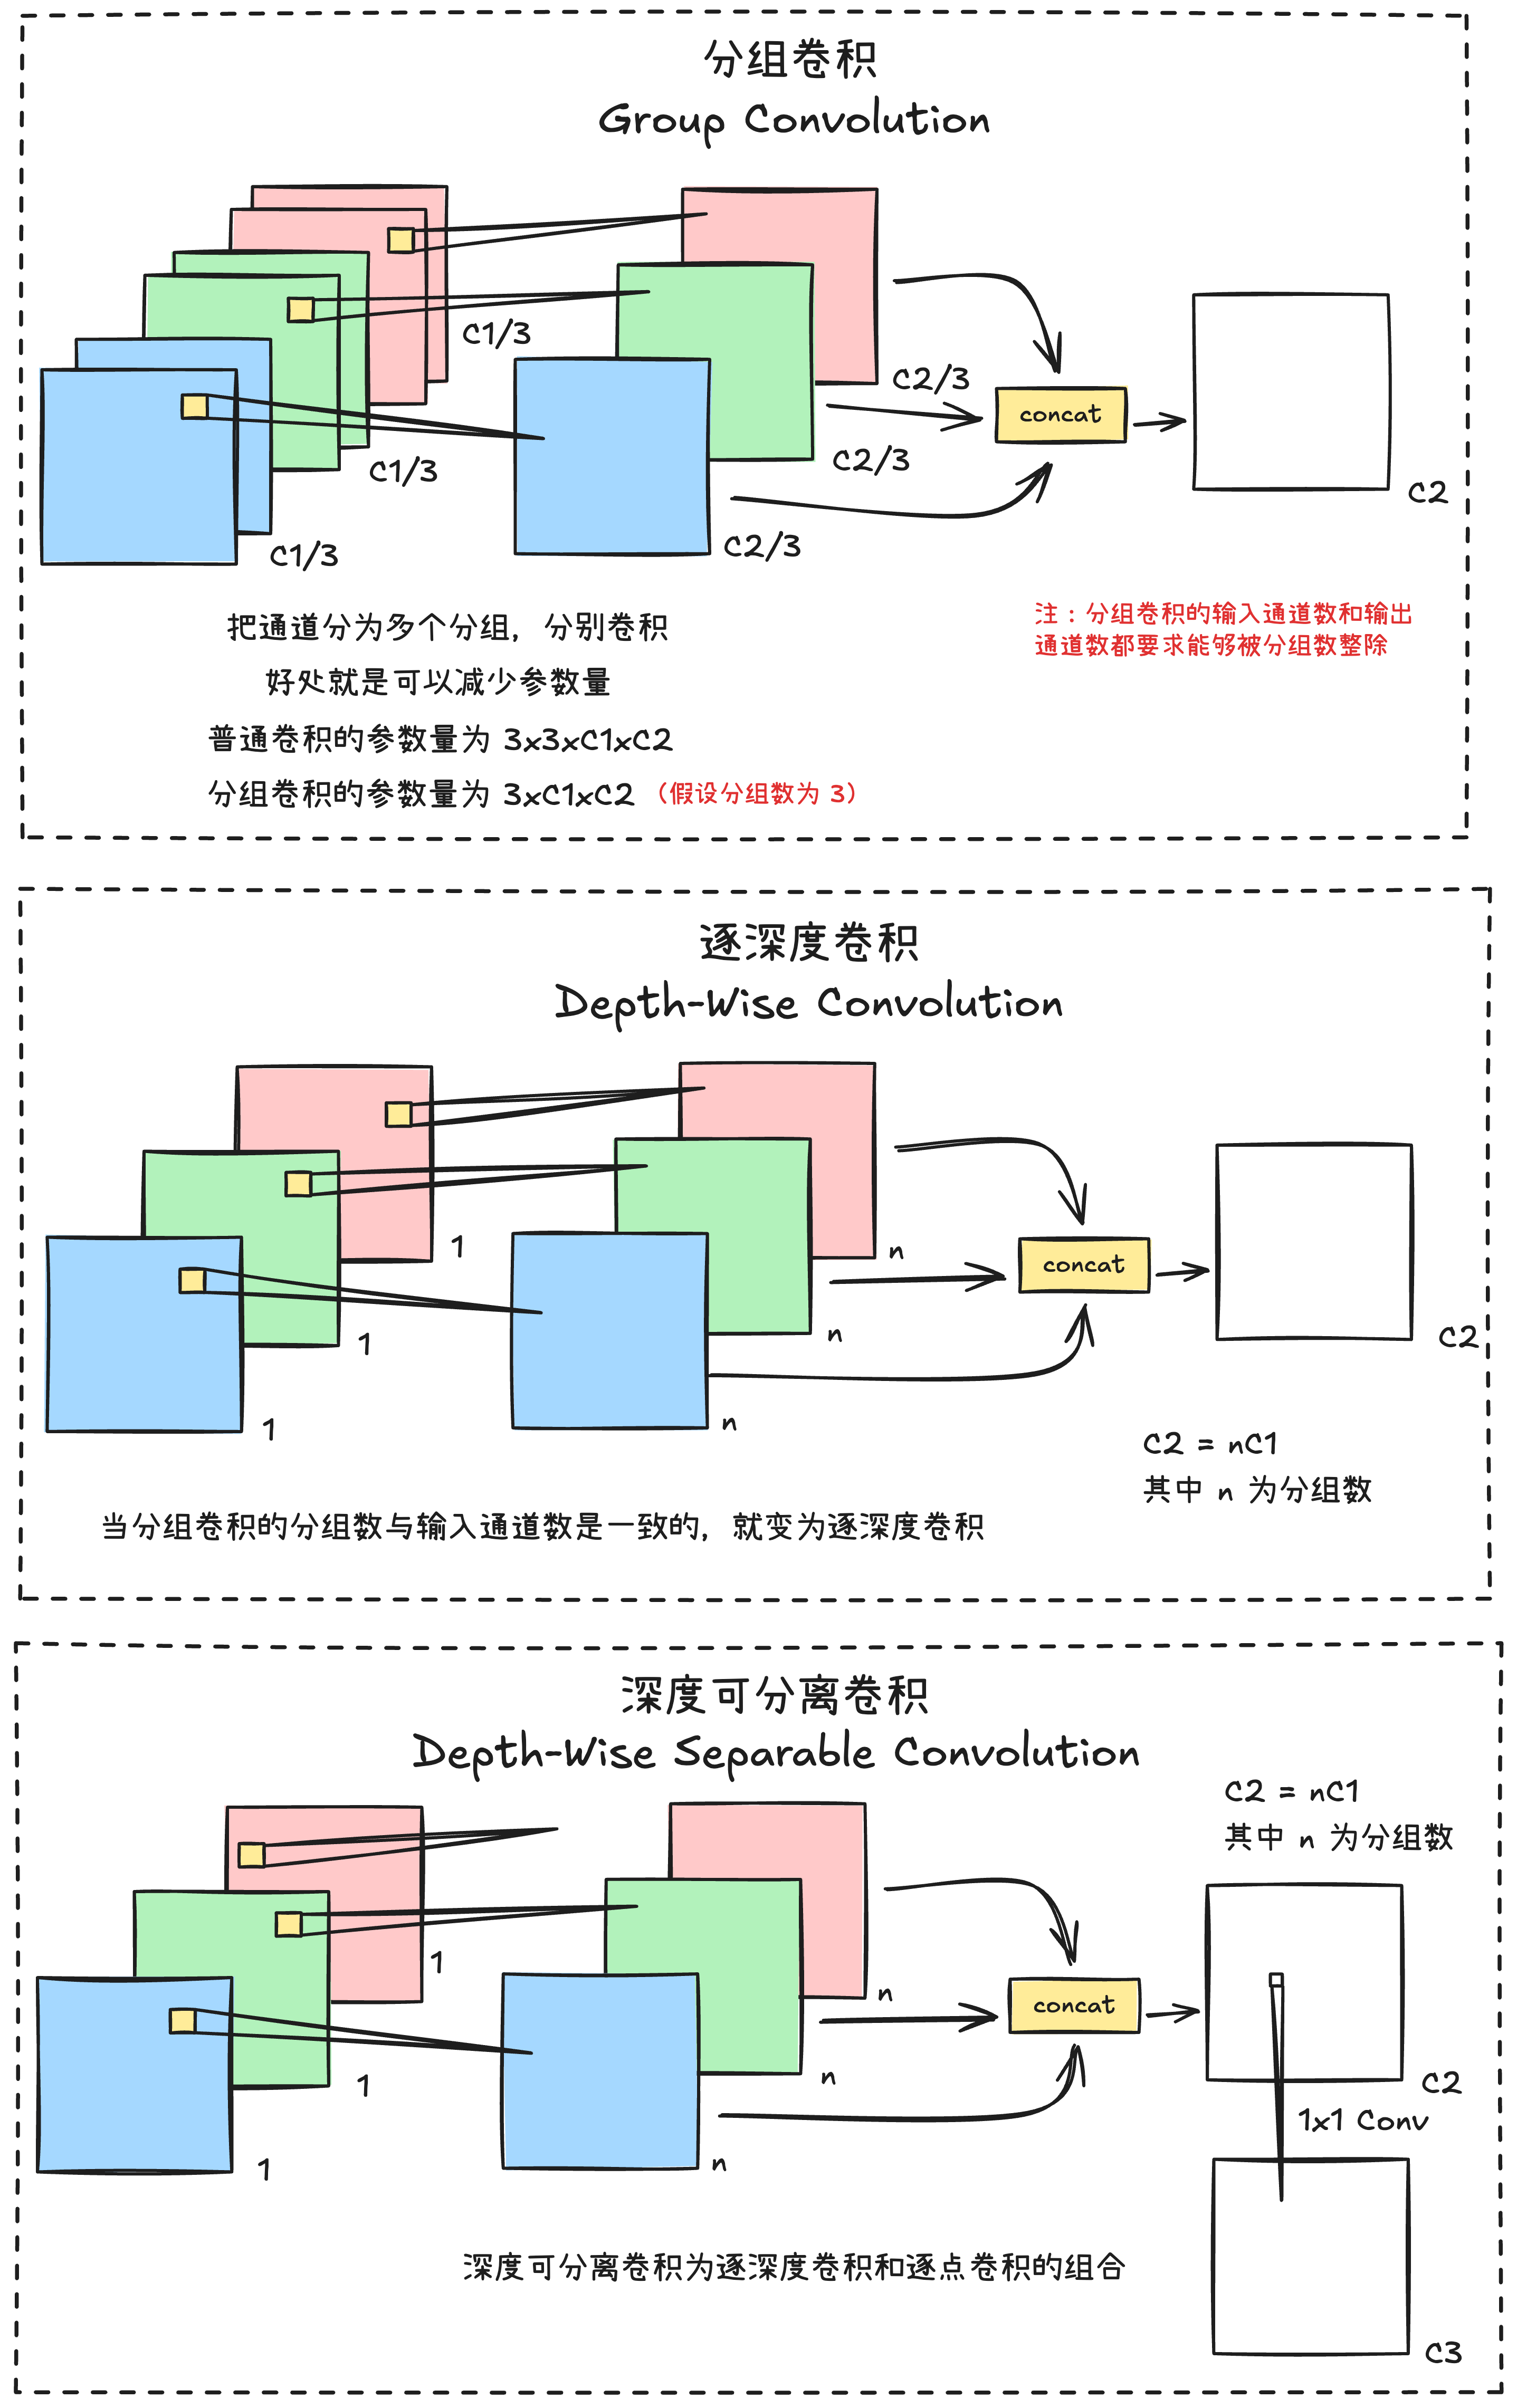 分组卷积
Group Convolution
C1/3
C1/3
C1/3
C2/3
C2/3
C2/3
concat
C2
把通道分为多个分组，分别卷积
好处就是可以减少参数量
普通卷积的参数量为 3x3xC1xC2
分组卷积的参数量为 3xC1xC2 （假设分组数为 3）
注：分组卷积的输入通道数和输出
通道数都要求能够被分组数整除
逐深度卷积
Depth-Wise Convolution
1
1
1
n
n
n
concat
C2
C2 = nC1
其中 n 为分组数
当分组卷积的分组数与输入通道数是一致的，就变为逐深度卷积
深度可分离卷积
Depth-Wise Separable Convolution
C2 = nC1
其中 n 为分组数
1
1
1
n
n
n
concat
C2
1x1 Conv
C3
深度可分离卷积为逐深度卷积和逐点卷积的组合